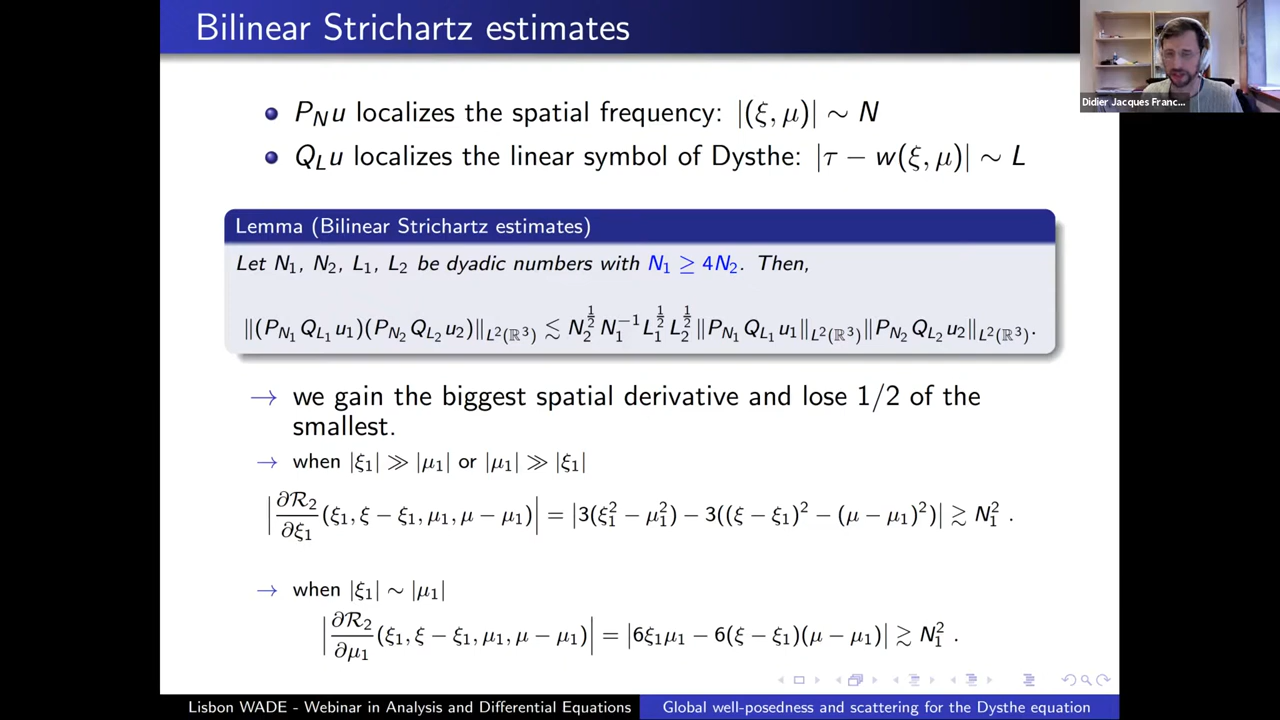 Bilinear Strichartz estimates
Didier Jacques Franc...
P_N u localizes the spatial frequency: |(ξ, μ)| ∼ N
Q_L u localizes the linear symbol of Dysthe: |τ − w(ξ, μ)| ∼ L
Lemma (Bilinear Strichartz estimates)
Let N₁, N₂, L₁, L₂ be dyadic numbers with N₁ ≥ 4N₂. Then,
‖(P_{N₁} Q_{L₁} u₁)(P_{N₂} Q_{L₂} u₂)‖_{L²(ℝ³)} ≲ N₂^{1/2} N₁^{−1} L₁^{1/2} L₂^{1/2} ‖P_{N₁} Q_{L₁} u₁‖_{L²(ℝ³)} ‖P_{N₂} Q_{L₂} u₂‖_{L²(ℝ³)}.
→ we gain the biggest spatial derivative and lose 1/2 of the
smallest.
→ when |ξ₁| ≫ |μ₁| or |μ₁| ≫ |ξ₁|
|∂ℛ₂/∂ξ₁ (ξ₁, ξ − ξ₁, μ₁, μ − μ₁)| = |3(ξ₁² − μ₁²) − 3((ξ − ξ₁)² − (μ − μ₁)²)| ≳ N₁² .
→ when |ξ₁| ∼ |μ₁|
|∂ℛ₂/∂μ₁ (ξ₁, ξ − ξ₁, μ₁, μ − μ₁)| = |6ξ₁μ₁ − 6(ξ − ξ₁)(μ − μ₁)| ≳ N₁² .
Lisbon WADE - Webinar in Analysis and Differential Equations
Global well-posedness and scattering for the Dysthe equation